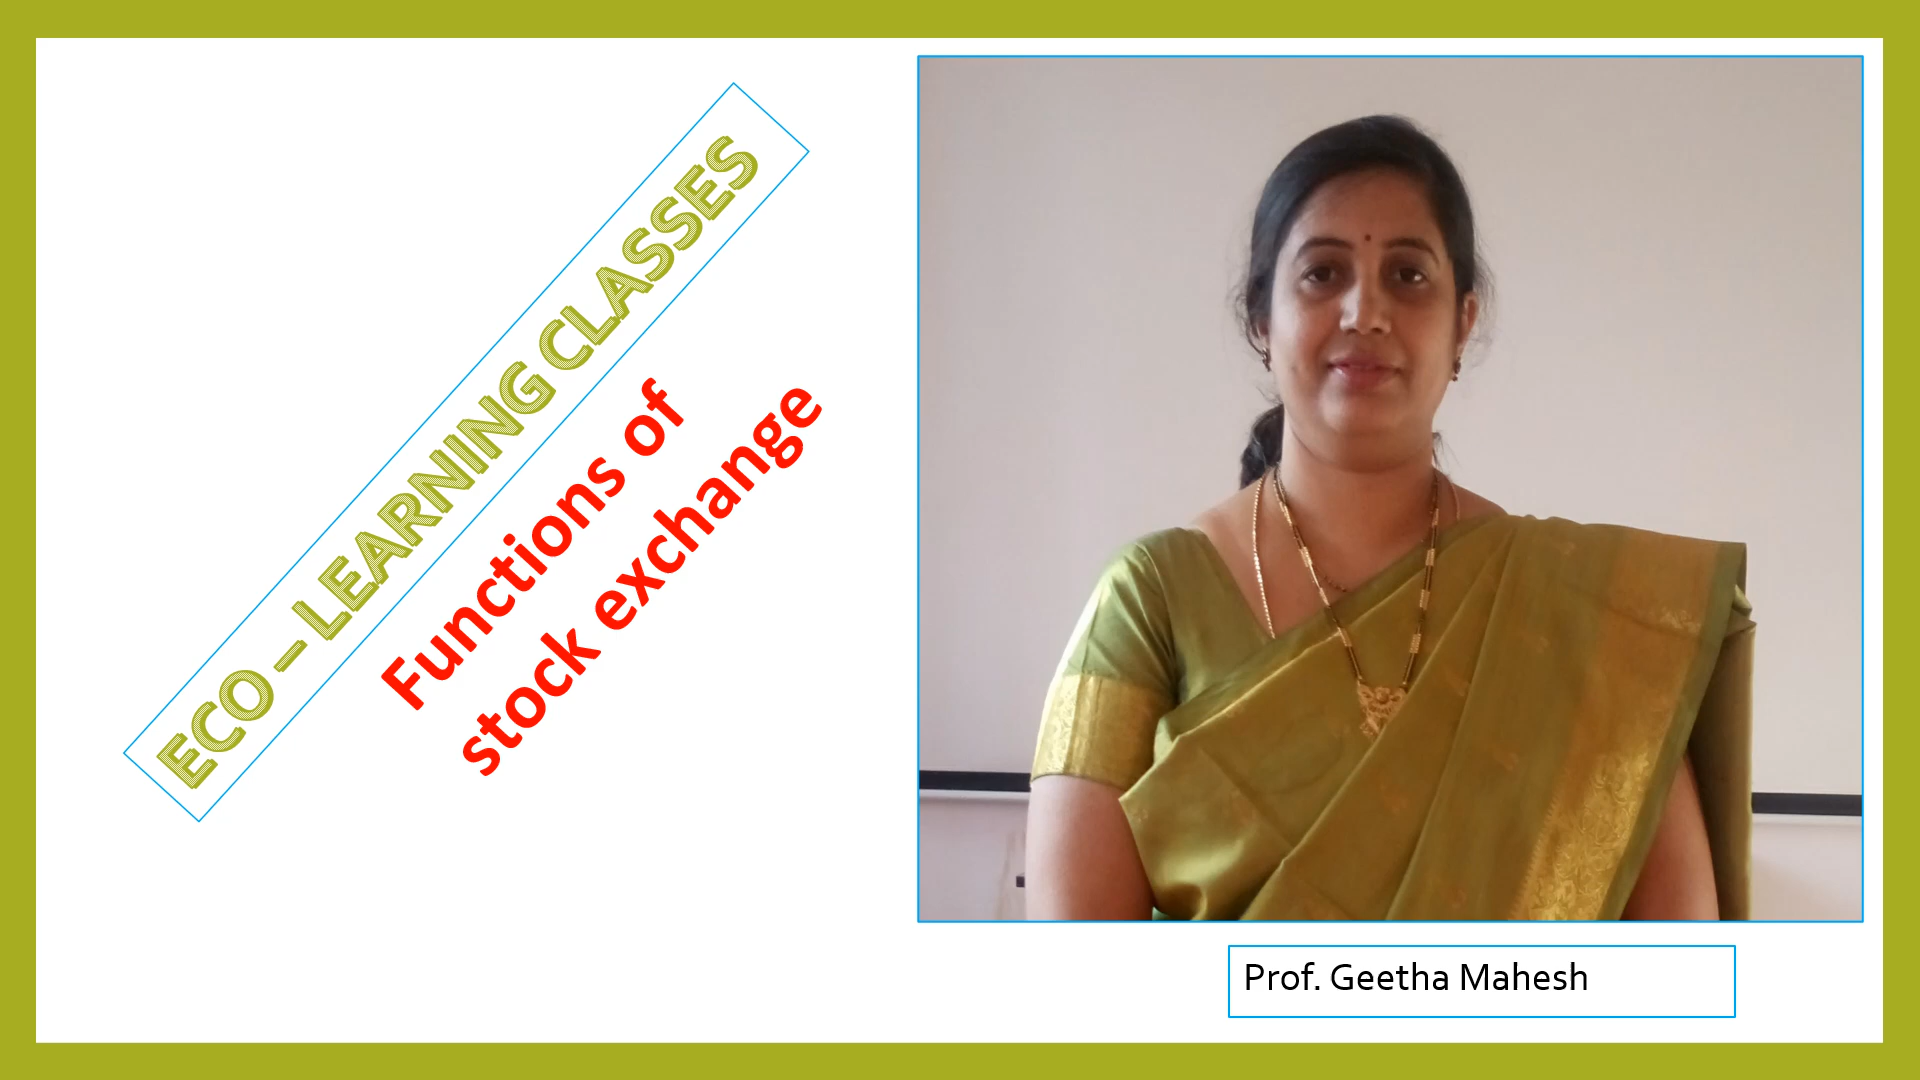 ECO – LEARNING CLASSES
Functions of
stock exchange
Prof. Geetha Mahesh